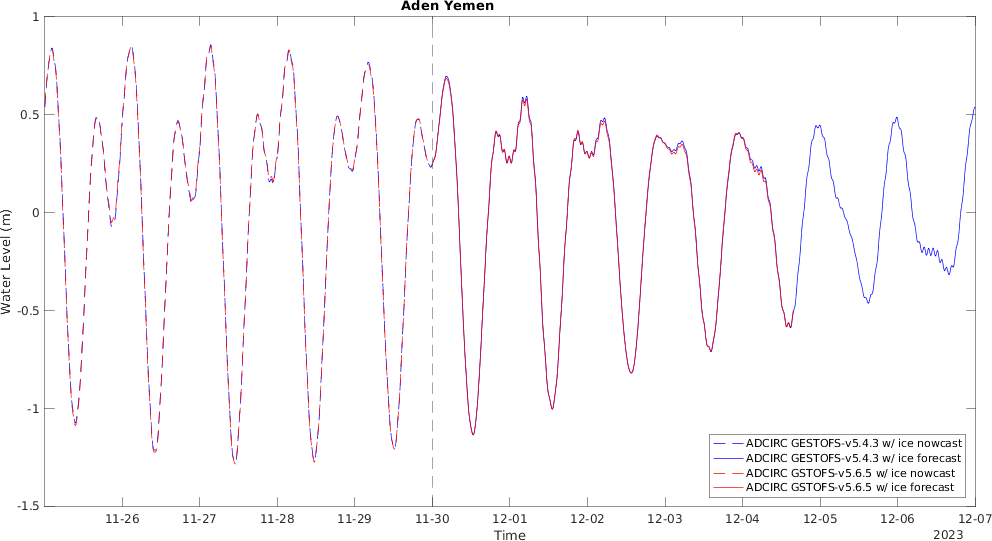 Aden Yemen
Water Level (m)
1
0.5
0
-0.5
-1
-1.5
ADCIRC GESTOFS-v5.4.3 w/ ice nowcast
ADCIRC GESTOFS-v5.4.3 w/ ice forecast
ADCIRC GSTOFS-v5.6.5 w/ ice nowcast
ADCIRC GSTOFS-v5.6.5 w/ ice forecast
11-26 11-27 11-28 11-29 11-30 12-01 12-02 12-03 12-04 12-05 12-06 12-07
Time
2023